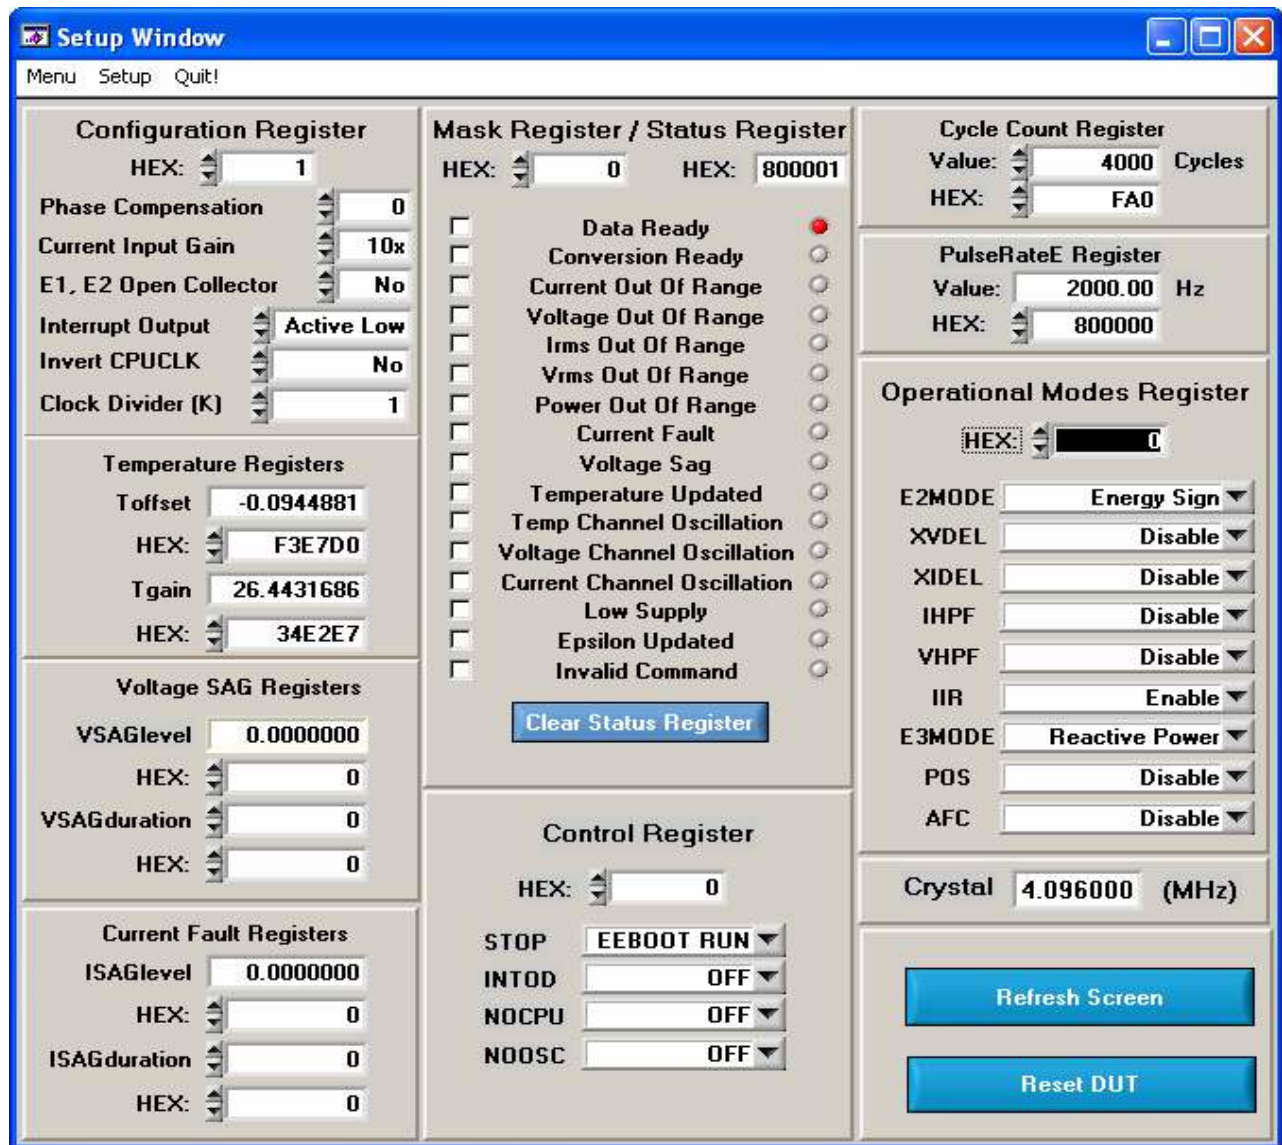 Setup Window
Menu Setup Quit!
Configuration Register
HEX: 1
Phase Compensation 0
Current Input Gain 10x
E1, E2 Open Collector No
Interrupt Output Active Low
Invert CPUCLK No
Clock Divider (K) 1
Temperature Registers
Toffset -0.0944881
HEX: F3E7D0
Tgain 26.4431686
HEX: 34E2E7
Voltage SAG Registers
VSAGlevel 0.0000000
HEX: 0
VSAGduration 0
HEX: 0
Current Fault Registers
ISAGlevel 0.0000000
HEX: 0
ISAGduration 0
HEX: 0
Mask Register / Status Register
HEX: 0 HEX: 800001
Data Ready
Conversion Ready
Current Out Of Range
Voltage Out Of Range
Irms Out Of Range
Vrms Out Of Range
Power Out Of Range
Current Fault
Voltage Sag
Temperature Updated
Temp Channel Oscillation
Voltage Channel Oscillation
Current Channel Oscillation
Low Supply
Epsilon Updated
Invalid Command
Clear Status Register
Control Register
HEX: 0
STOP EEBOOT RUN
INTOD OFF
NOCPU OFF
NOOSC OFF
Cycle Count Register
Value: 4000 Cycles
HEX: FA0
PulseRateE Register
Value: 2000.00 Hz
HEX: 800000
Operational Modes Register
HEX: 0
E2MODE Energy Sign
XVDEL Disable
XIDEL Disable
IHPF Disable
VHPF Disable
IIR Enable
E3MODE Reactive Power
POS Disable
AFC Disable
Crystal 4.096000 (MHz)
Refresh Screen
Reset DUT